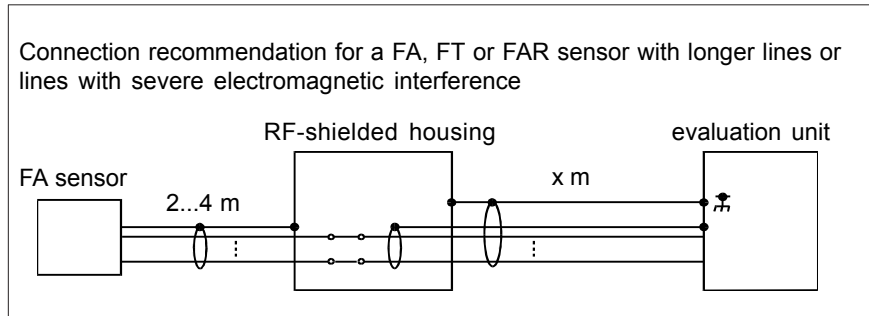 Connection recommendation for a FA, FT or FAR sensor with longer lines or
lines with severe electromagnetic interference
RF-shielded housing
evaluation unit
FA sensor
2...4 m
x m